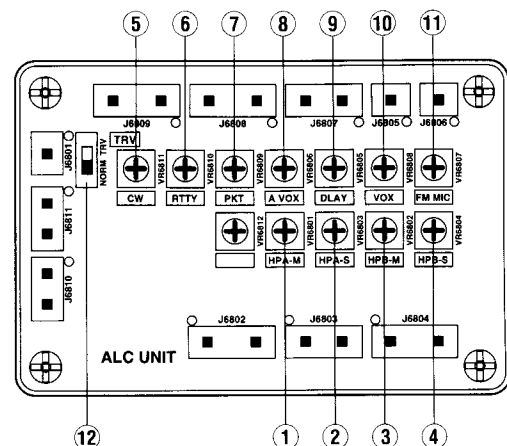 5 6 7 8 9 10 11
J6809 J6808 J6807 J6805 J6806
J6801 NORM TRV TRV
VR6811 VR6810 VR6809 VR6806 VR6805 VR6808 VR6807
CW RTTY PKT A VOX DLAY VOX FM MIC
J6811
VR6812 VR6801 VR6803 VR6802 VR6804
HPA-M HPA-S HPB-M HPB-S
J6810
J6802 J6803 J6804
ALC UNIT
12 1 2 3 4